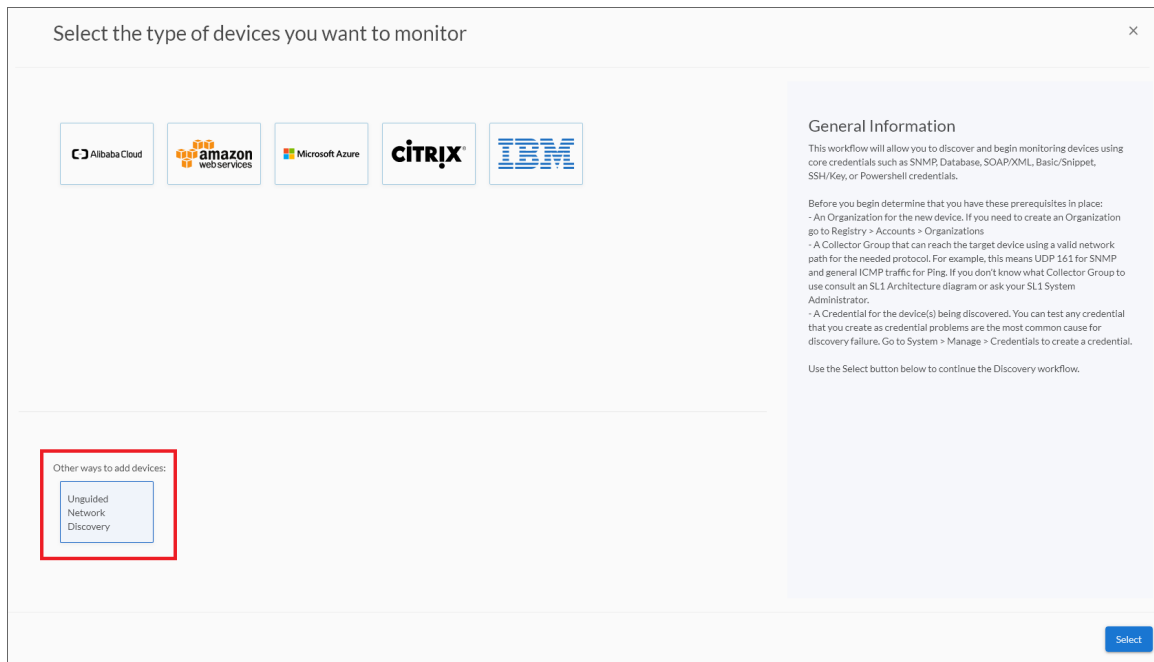 Select the type of devices you want to monitor
×
Alibaba Cloud
amazon
webservices
Microsoft Azure
CİTRIX
IBM
General Information
This workflow will allow you to discover and begin monitoring devices using
core credentials such as SNMP, Database, SOAP/XML, Basic/Snippet,
SSH/Key, or Powershell credentials.
Before you begin determine that you have these prerequisites in place:
- An Organization for the new device. If you need to create an Organization
go to Registry > Accounts > Organizations
- A Collector Group that can reach the target device using a valid network
path for the needed protocol. For example, this means UDP 161 for SNMP
and general ICMP traffic for Ping. If you don't know what Collector Group to
use consult an SL1 Architecture diagram or ask your SL1 System
Administrator.
- A Credential for the device(s) being discovered. You can test any credential
that you create as credential problems are the most common cause for
discovery failure. Go to System > Manage > Credentials to create a credential.
Use the Select button below to continue the Discovery workflow.
Other ways to add devices:
Unguided
Network
Discovery
Select